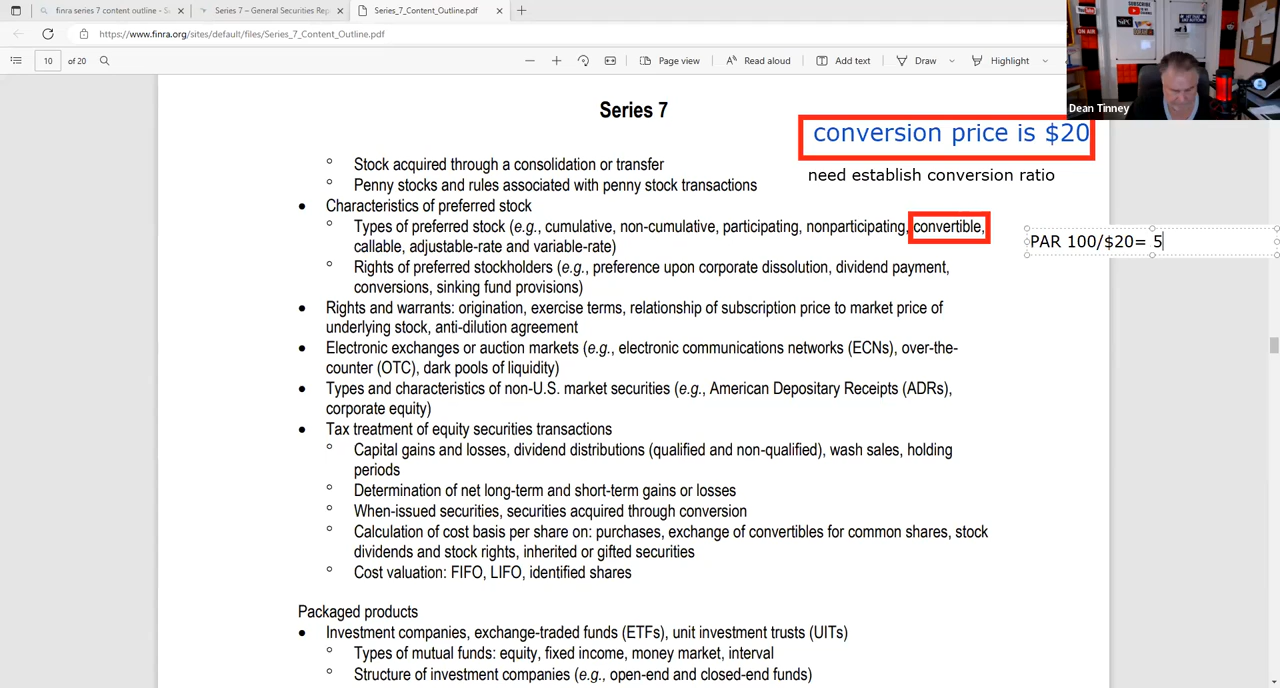 finra series 7 content outline - S
Series 7 – General Securities Rep
Series_7_Content_Outline.pdf
https://www.finra.org/sites/default/files/Series_7_Content_Outline.pdf
10 of 20 Page view Read aloud Add text Draw Highlight
YouTube
SUBSCRIBE
SIPC
ON AIR
Dean Tinney
Series 7
conversion price is $20
need establish conversion ratio
° Stock acquired through a consolidation or transfer
° Penny stocks and rules associated with penny stock transactions
• Characteristics of preferred stock
° Types of preferred stock (e.g., cumulative, non-cumulative, participating, nonparticipating, convertible,
callable, adjustable-rate and variable-rate)
PAR 100/$20= 5
° Rights of preferred stockholders (e.g., preference upon corporate dissolution, dividend payment,
conversions, sinking fund provisions)
• Rights and warrants: origination, exercise terms, relationship of subscription price to market price of
underlying stock, anti-dilution agreement
• Electronic exchanges or auction markets (e.g., electronic communications networks (ECNs), over-the-
counter (OTC), dark pools of liquidity)
• Types and characteristics of non-U.S. market securities (e.g., American Depositary Receipts (ADRs),
corporate equity)
• Tax treatment of equity securities transactions
° Capital gains and losses, dividend distributions (qualified and non-qualified), wash sales, holding
periods
° Determination of net long-term and short-term gains or losses
° When-issued securities, securities acquired through conversion
° Calculation of cost basis per share on: purchases, exchange of convertibles for common shares, stock
dividends and stock rights, inherited or gifted securities
° Cost valuation: FIFO, LIFO, identified shares
Packaged products
• Investment companies, exchange-traded funds (ETFs), unit investment trusts (UITs)
° Types of mutual funds: equity, fixed income, money market, interval
° Structure of investment companies (e.g., open-end and closed-end funds)